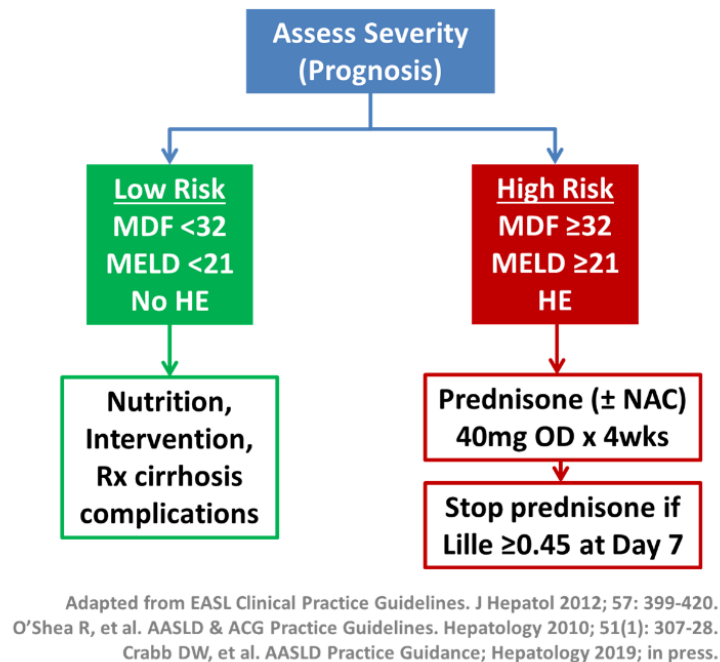 Assess Severity
(Prognosis)
Low Risk
MDF <32
MELD <21
No HE
High Risk
MDF ≥32
MELD ≥21
HE
Nutrition,
Intervention,
Rx cirrhosis
complications
Prednisone (± NAC)
40mg OD x 4wks
Stop prednisone if
Lille ≥0.45 at Day 7
Adapted from EASL Clinical Practice Guidelines. J Hepatol 2012; 57: 399-420.
O'Shea R, et al. AASLD & ACG Practice Guidelines. Hepatology 2010; 51(1): 307-28.
Crabb DW, et al. AASLD Practice Guidance; Hepatology 2019; in press.